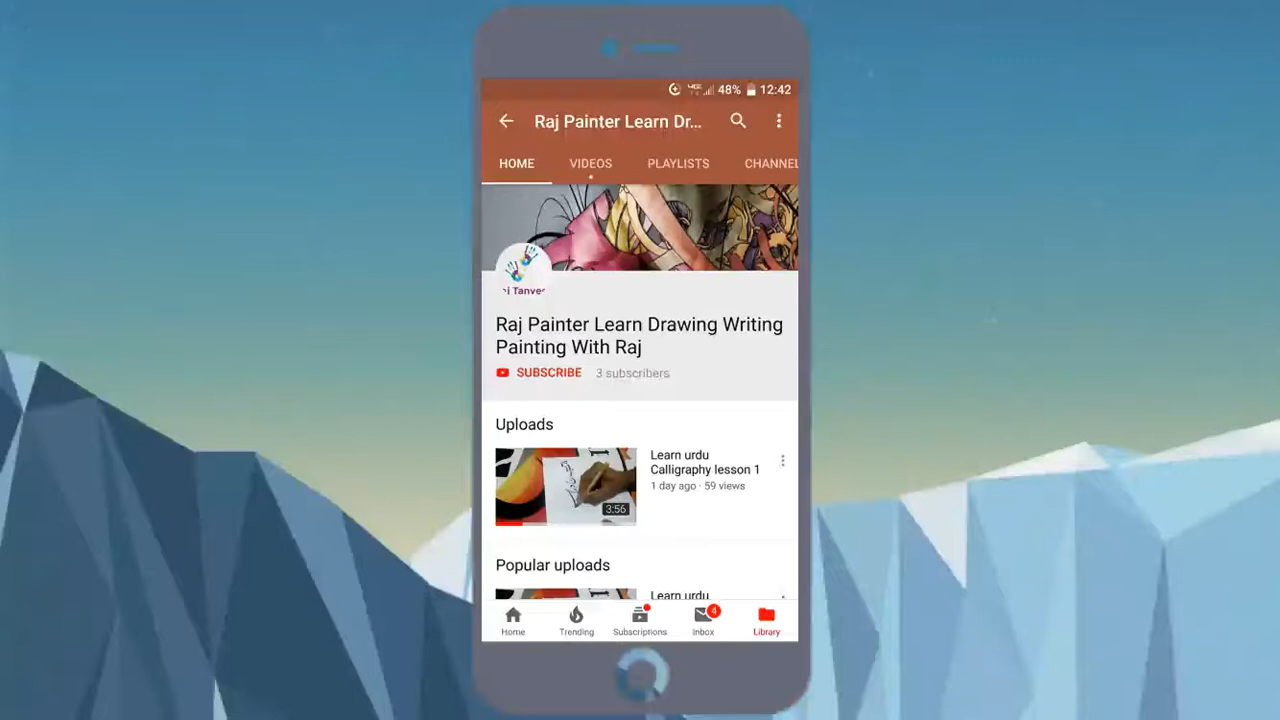 48% 12:42
Raj Painter Learn Dr...
HOME VIDEOS PLAYLISTS CHANNEL
Raj Painter Learn Drawing Writing
Painting With Raj
SUBSCRIBE 3 subscribers
Uploads
Learn urdu
Calligraphy lesson 1
1 day ago · 59 views
3:56
Popular uploads
Learn urdu
4
Home Trending Subscriptions Inbox Library